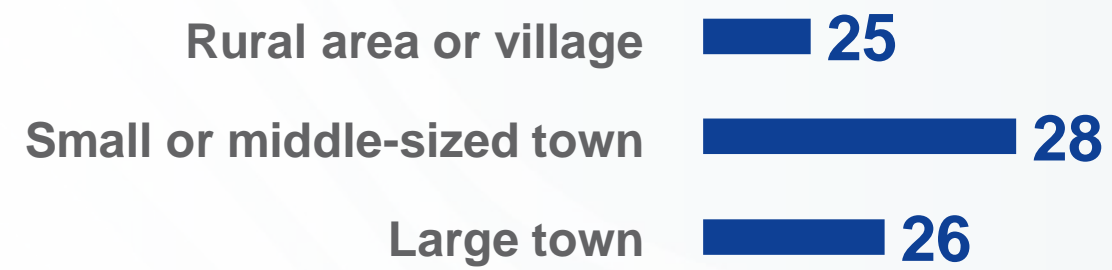 Rural area or village 25
Small or middle-sized town 28
Large town 26